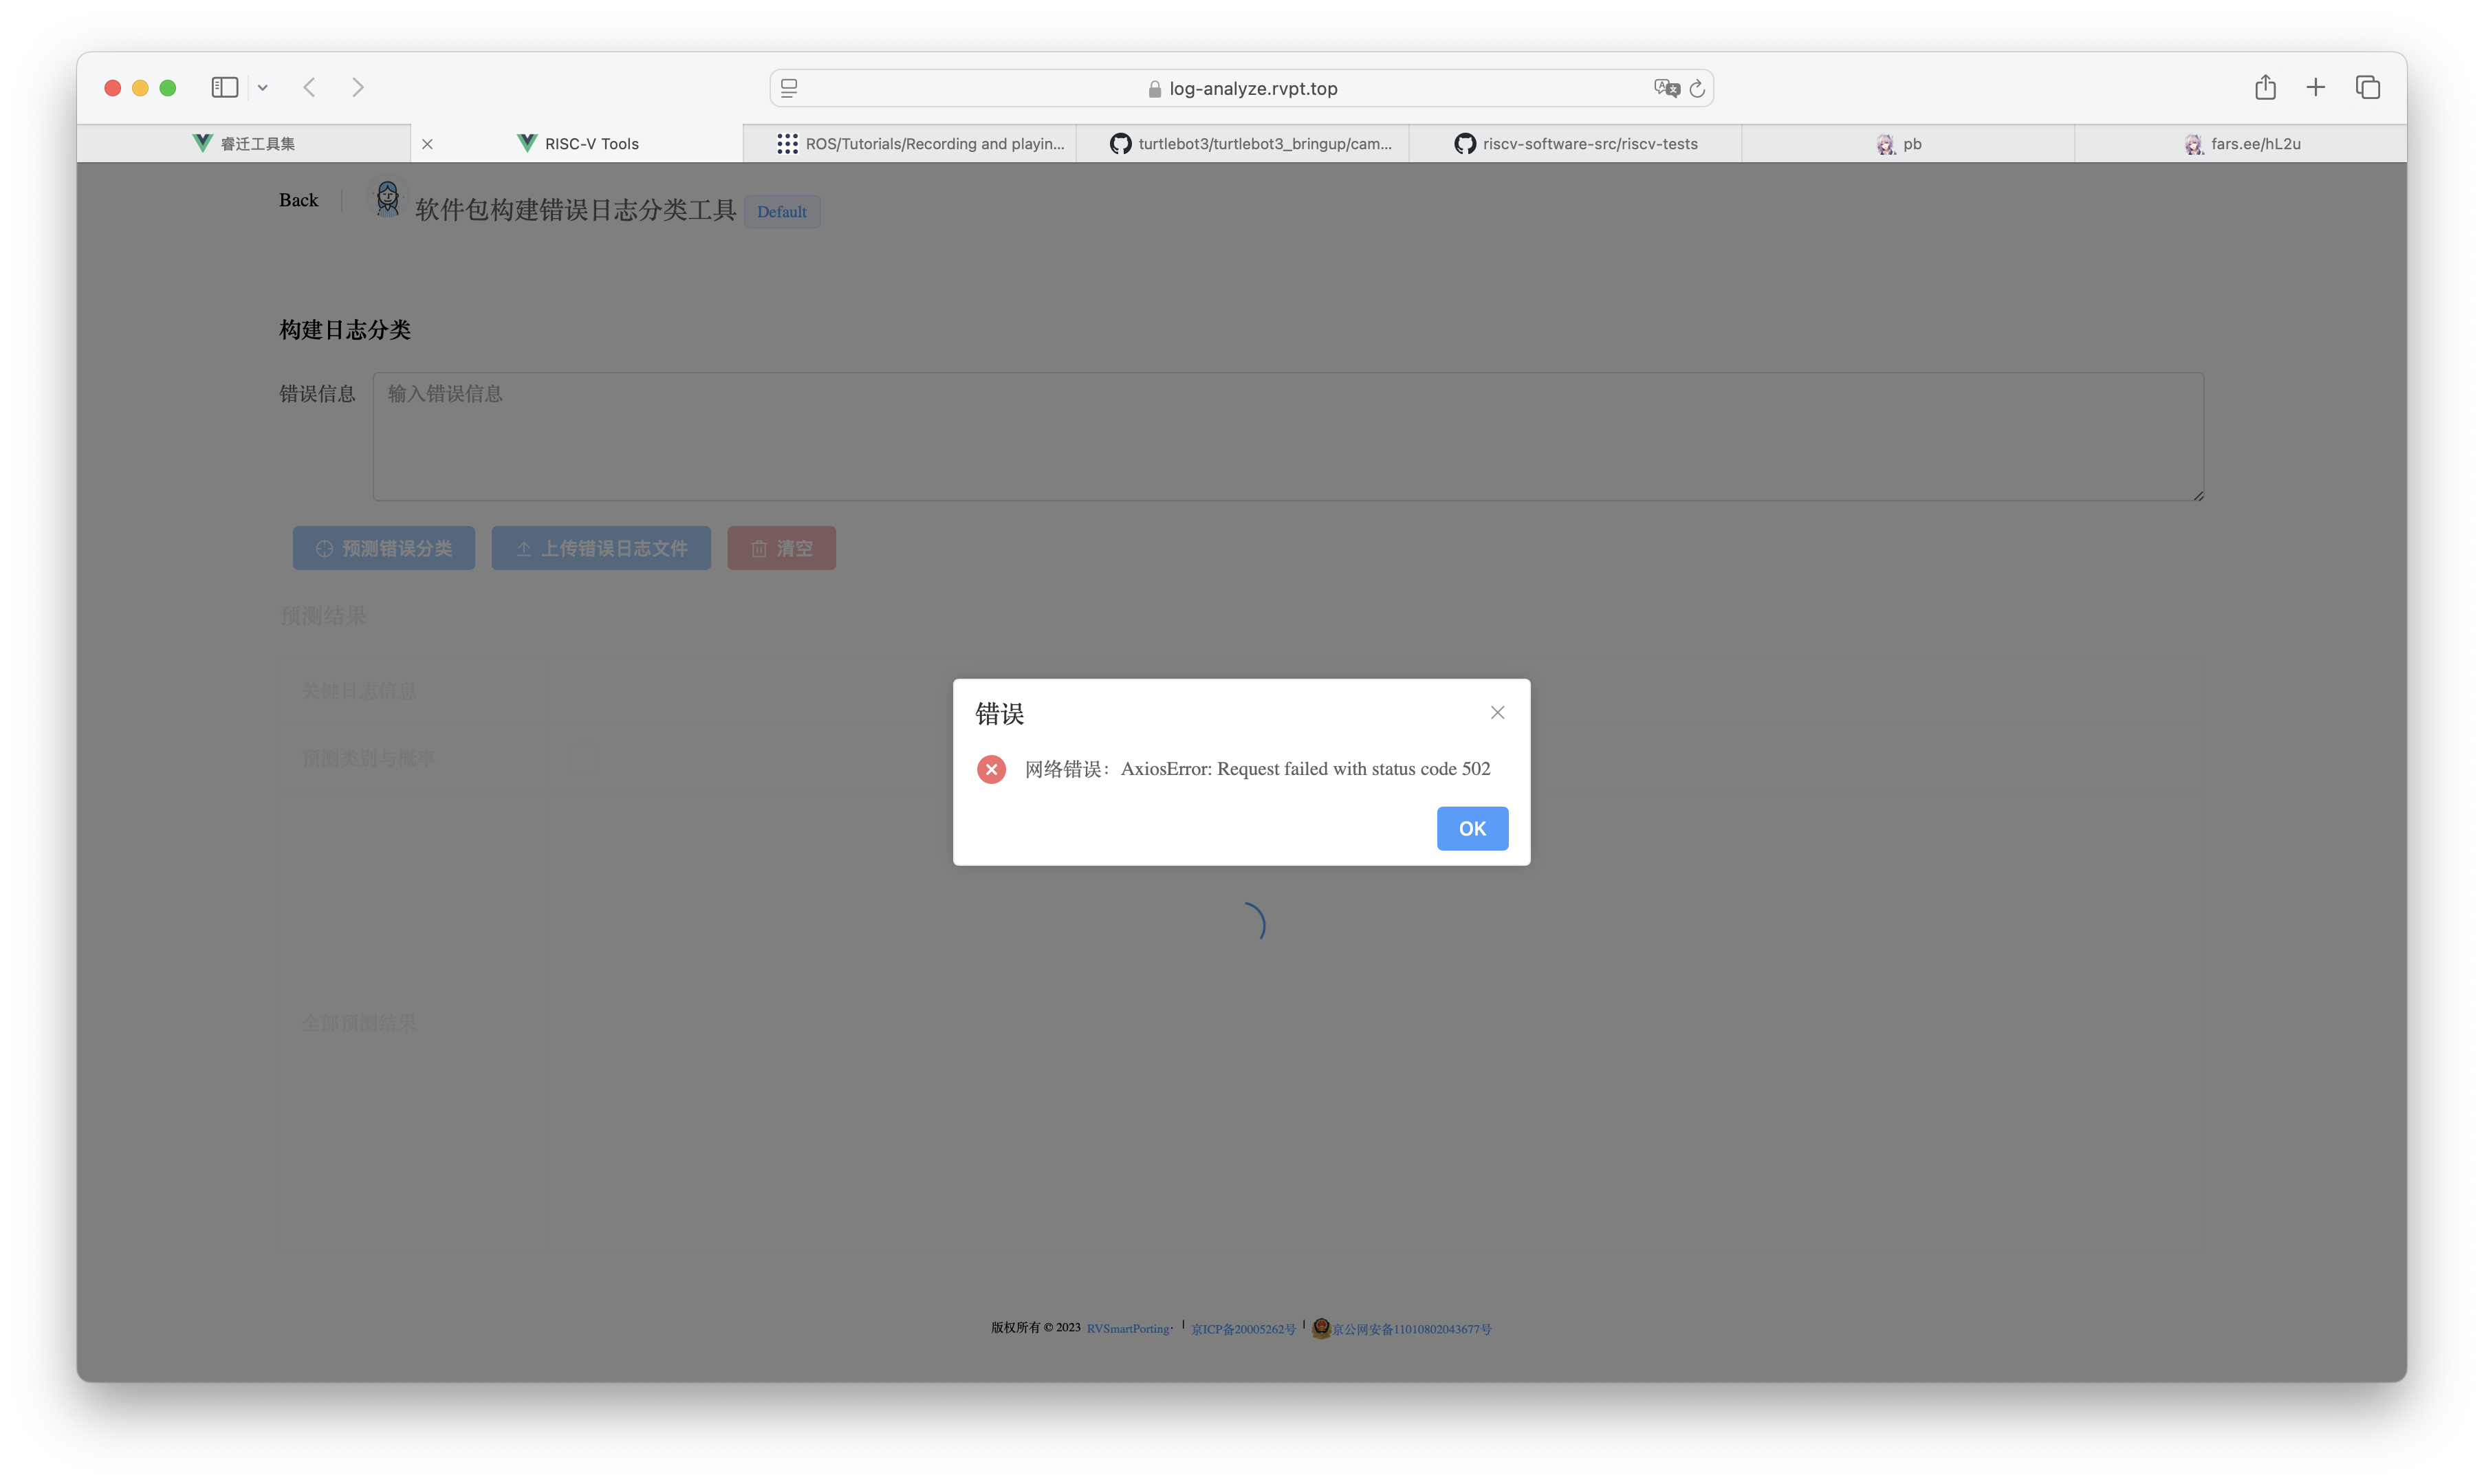 log-analyze.rvpt.top
睿迁工具集
RISC-V Tools
ROS/Tutorials/Recording and playin...
turtlebot3/turtlebot3_bringup/cam...
riscv-software-src/riscv-tests
pb
fars.ee/hL2u
Back
软件包构建错误日志分类工具
Default
构建日志分类
错误信息
输入错误信息
预测错误分类
上传错误日志文件
清空
预测结果
关键日志信息
预测类别与概率
错误
网络错误：AxiosError: Request failed with status code 502
OK
全部预测结果
版权所有 © 2023 RVSmartPorting· | 京ICP备20005262号 | 京公网安备11010802043677号